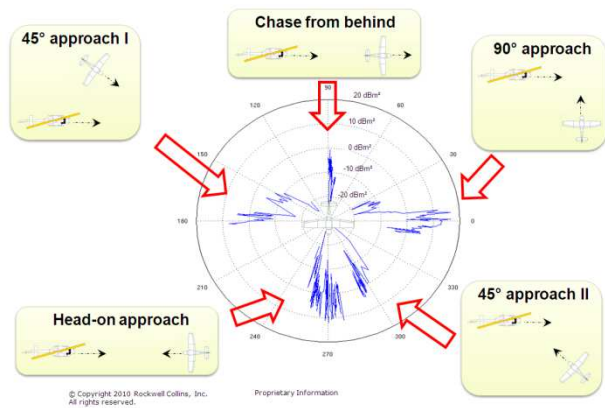 45° approach I
Chase from behind
90° approach
90
20 dBm²
120
60
10 dBm²
0 dBm²
150
30
-10 dBm²
-20 dBm²
180
0
210
330
Head-on approach
45° approach II
240
300
270
© Copyright 2010 Rockwell Collins, Inc.
All rights reserved.
Proprietary Information